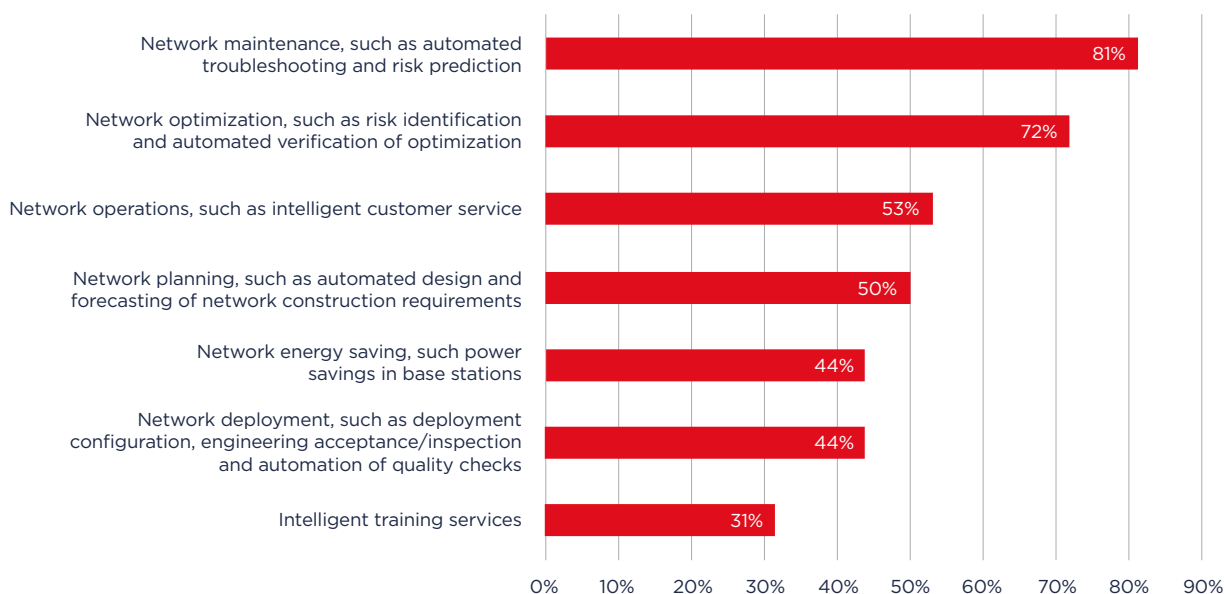 Network maintenance, such as automated
troubleshooting and risk prediction
81%
Network optimization, such as risk identification
and automated verification of optimization
72%
Network operations, such as intelligent customer service
53%
Network planning, such as automated design and
forecasting of network construction requirements
50%
Network energy saving, such power
savings in base stations
44%
Network deployment, such as deployment
configuration, engineering acceptance/inspection
and automation of quality checks
44%
Intelligent training services
31%
0% 10% 20% 30% 40% 50% 60% 70% 80% 90%